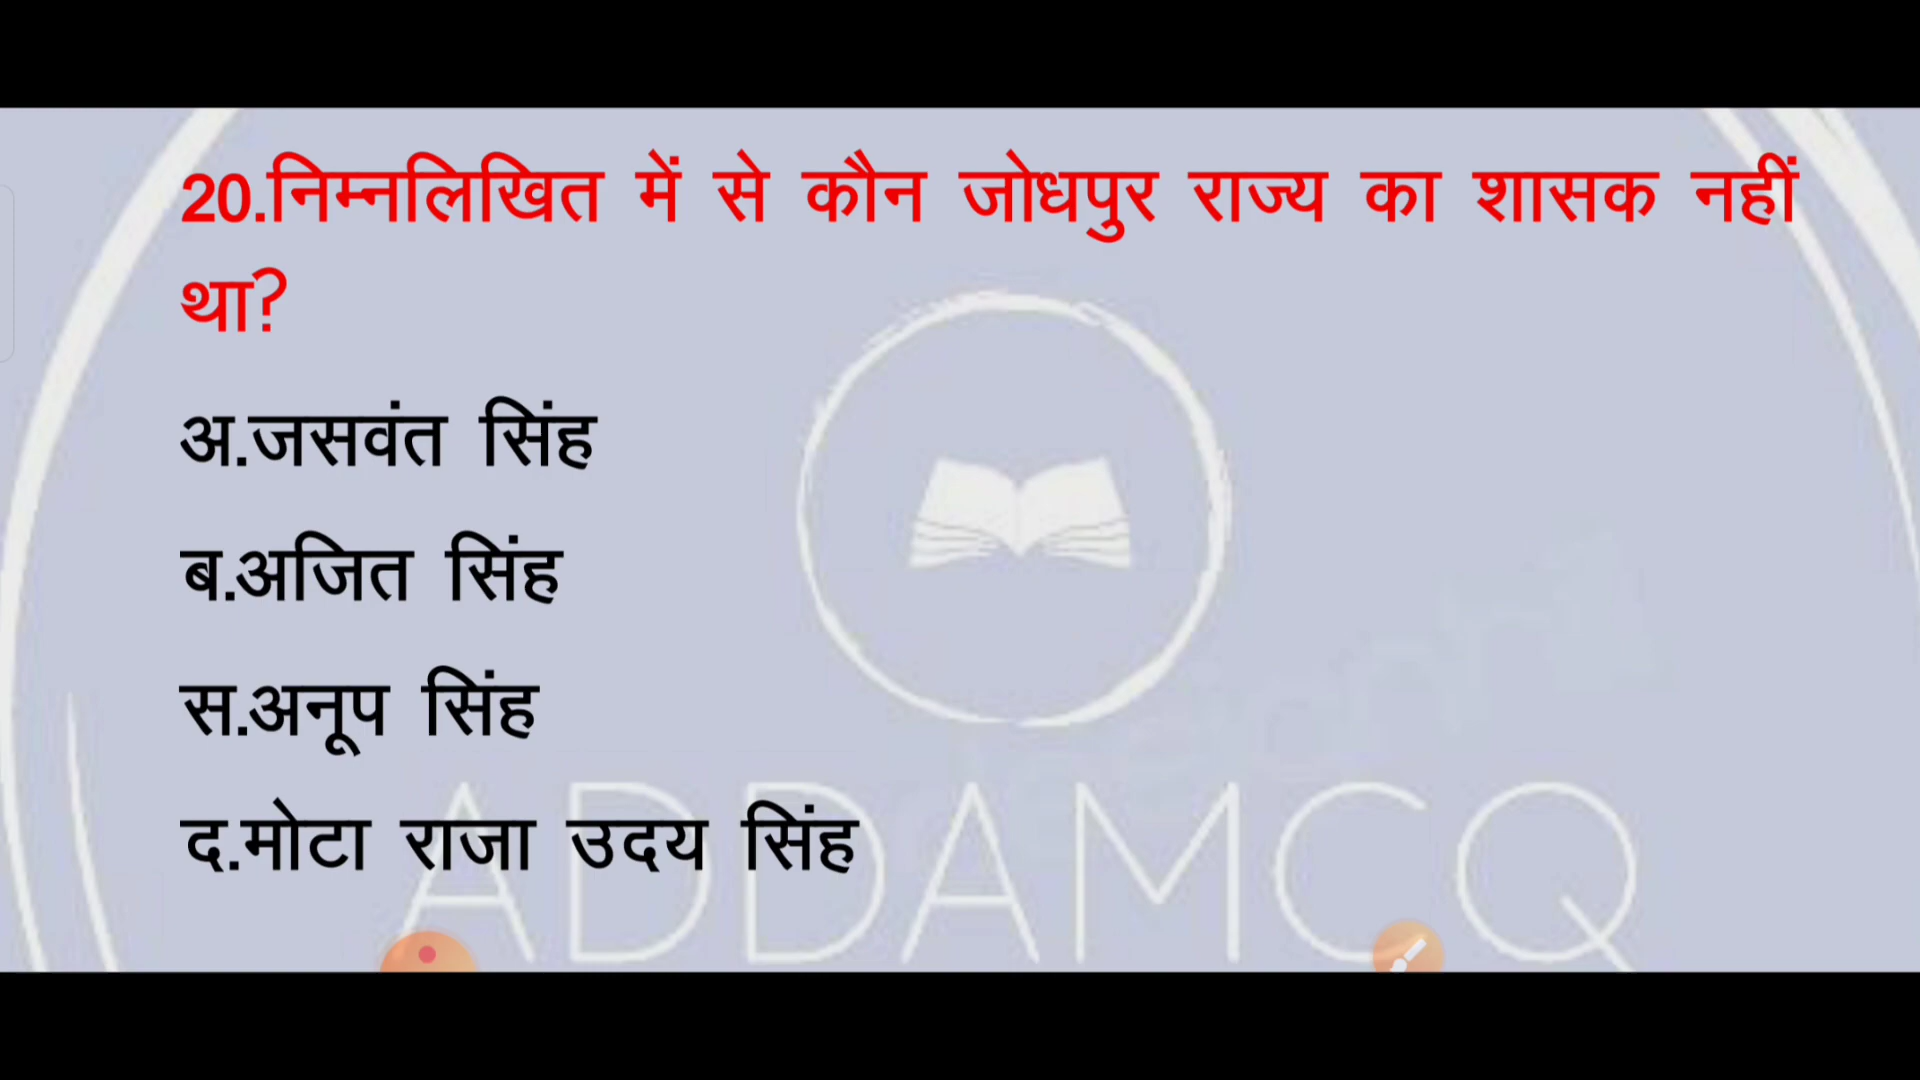 20.निम्नलिखित में से कौन जोधपुर राज्य का शासक नहीं
था?
अ.जसवंत सिंह
ब.अजित सिंह
स.अनूप सिंह
द.मोटा राजा उदय सिंह
ADDAMCQ